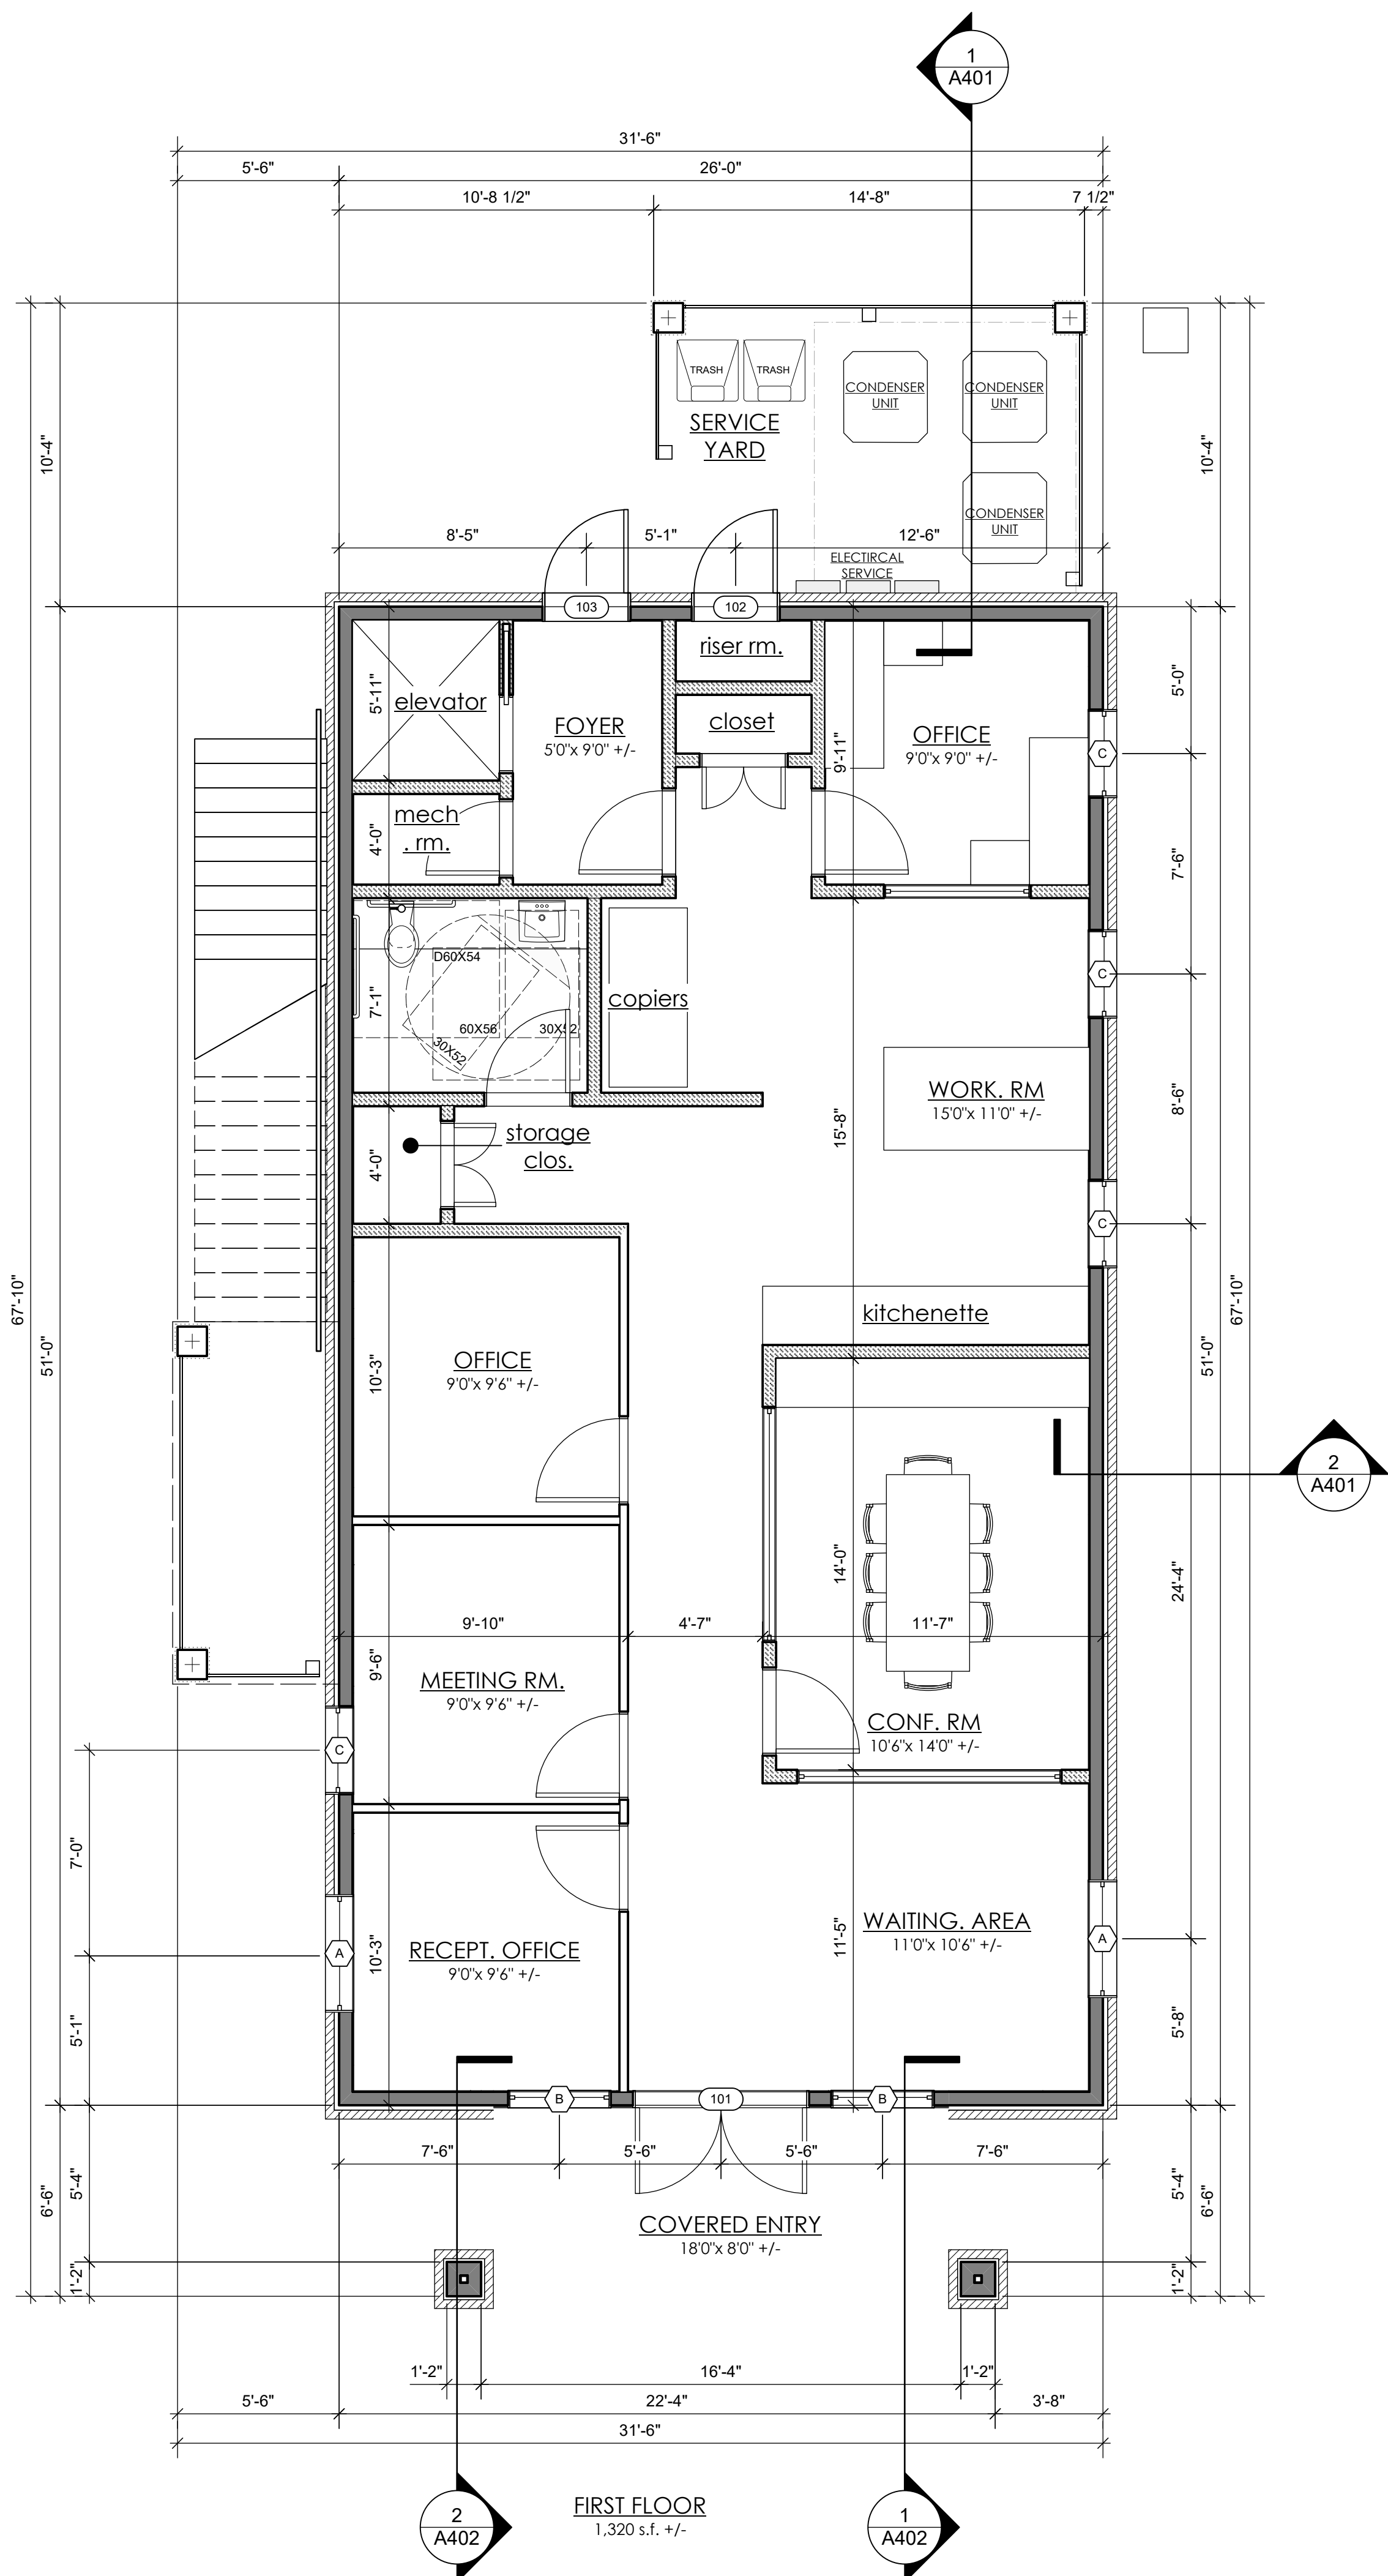 1
A401
31'-6"
5'-6"
26'-0"
10'-8 1/2"
14'-8"
7 1/2"
TRASH
TRASH
CONDENSER
UNIT
CONDENSER
UNIT
SERVICE
YARD
10'-4"
10'-4"
CONDENSER
UNIT
8'-5"
5'-1"
12'-6"
ELECTIRCAL
SERVICE
103
102
riser rm.
5'-11"
elevator
5'-0"
FOYER
5'0"x 9'0" +/-
closet
9'-11"
OFFICE
9'0"x 9'0" +/-
C
mech
. rm.
4'-0"
7'-6"
D60X54
C
7'-1"
copiers
60X56
30X52
30X52
WORK. RM
15'0"x 11'0" +/-
8'-6"
15'-8"
storage
clos.
4'-0"
C
67'-10"
51'-0"
kitchenette
51'-0"
67'-10"
OFFICE
9'0"x 9'6" +/-
10'-3"
2
A401
14'-0"
24'-4"
9'-10"
4'-7"
11'-7"
9'-6"
MEETING RM.
9'0"x 9'6" +/-
CONF. RM
10'6"x 14'0" +/-
C
7'-0"
WAITING. AREA
11'0"x 10'6" +/-
11'-5"
A
RECEPT. OFFICE
9'0"x 9'6" +/-
10'-3"
A
5'-1"
5'-8"
B
101
B
7'-6"
5'-6"
5'-6"
7'-6"
5'-4"
6'-6"
5'-4"
6'-6"
COVERED ENTRY
18'0"x 8'0" +/-
1'-2"
1'-2"
1'-2"
16'-4"
1'-2"
5'-6"
22'-4"
3'-8"
31'-6"
FIRST FLOOR
1,320 s.f. +/-
2
A402
1
A402